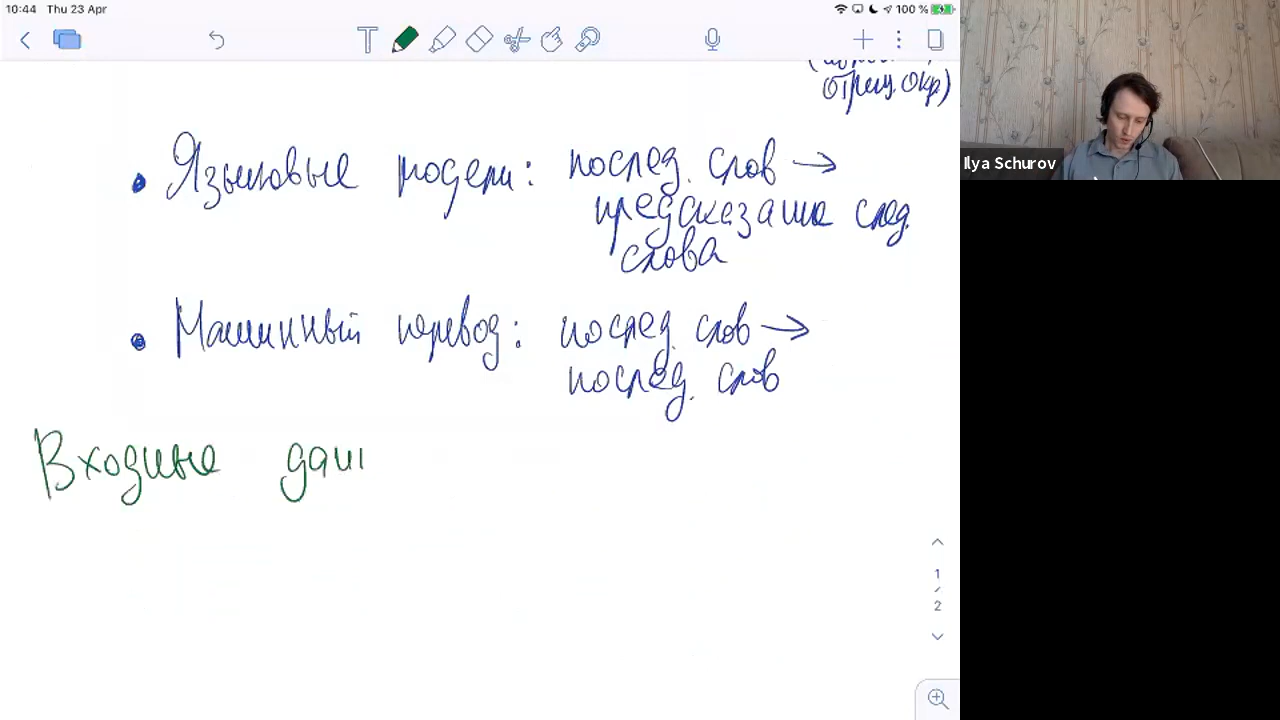 10:44 Thu 23 Apr
100 %
T
отриц. окр)
Ilya Schurov
• Языковые модели: послед. слов →
предсказание след.
слова
• Машинный перевод: послед. слов →
послед. слов
Входные дан
1
2